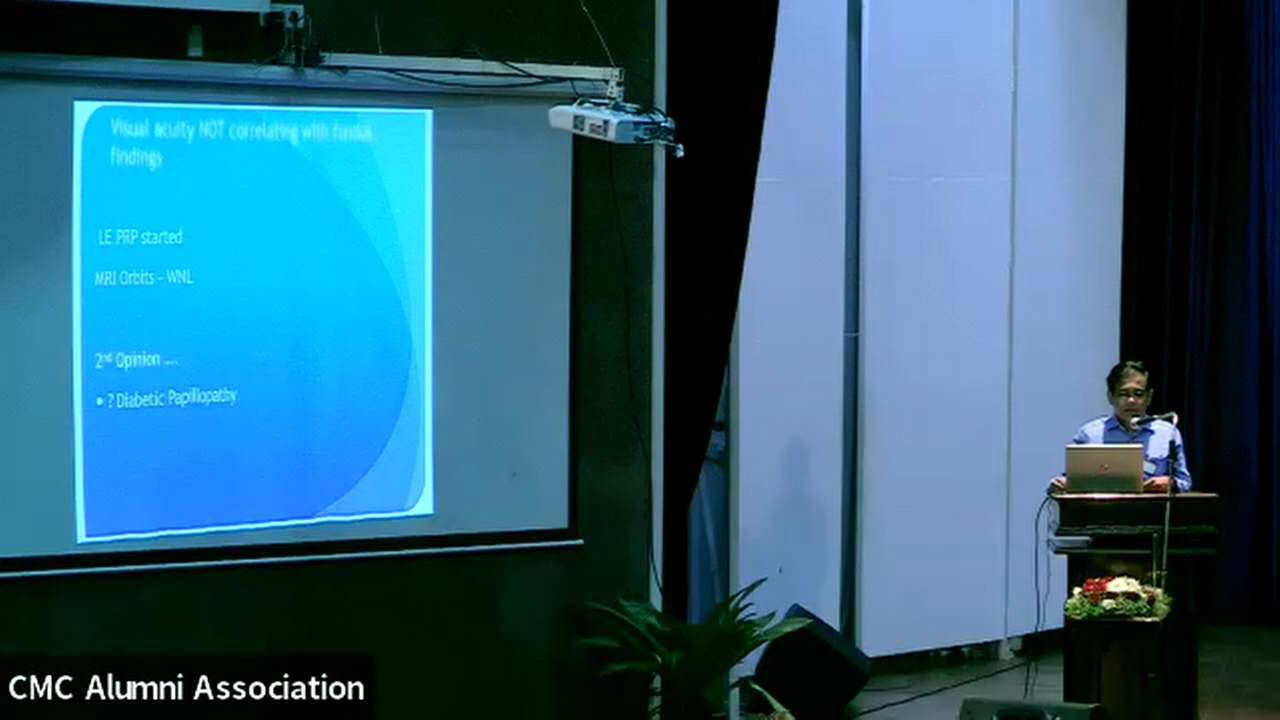 Visual acuity NOT correlating with fundus
findings
LE PRP started
MRI Orbits - WNL
2nd Opinion ....
• ? Diabetic Papillopathy
CMC Alumni Association